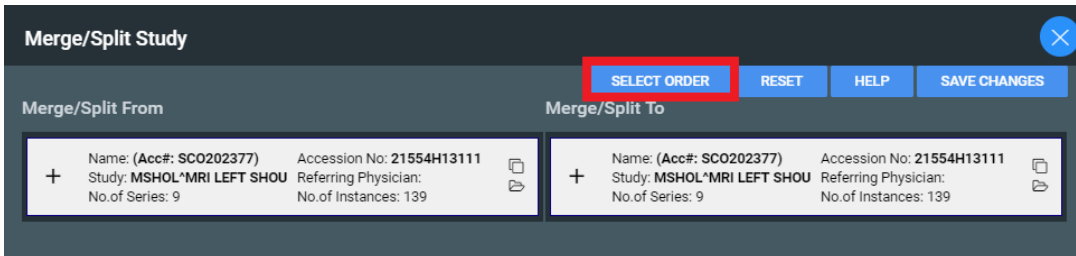 Merge/Split Study
SELECT ORDER RESET HELP SAVE CHANGES
Merge/Split From
Merge/Split To
Name: (Acc#: SCO202377) Accession No: 21554H13111
Study: MSHOL^MRI LEFT SHOU Referring Physician:
No.of Series: 9 No.of Instances: 139
Name: (Acc#: SCO202377) Accession No: 21554H13111
Study: MSHOL^MRI LEFT SHOU Referring Physician:
No.of Series: 9 No.of Instances: 139